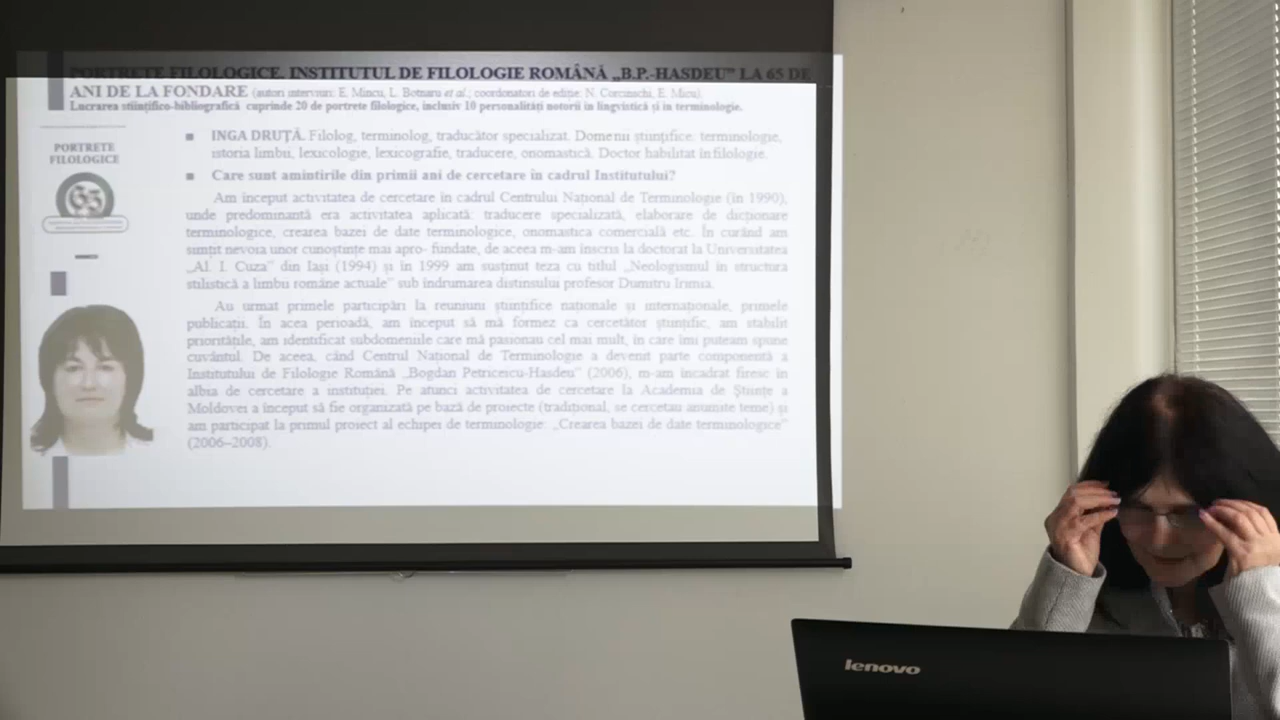 PORTRETE FILOLOGICE. INSTITUTUL DE FILOLOGIE ROMÂNĂ „B.P.-HASDEU” LA 65 DE
ANI DE LA FONDARE (autori interviuri: E. Mincu, L. Botnaru et al.; coordonatori de ediție: N. Corcinschi, E. Micu).
Lucrarea stiințifico-bibliografică cuprinde 20 de portrete filologice, inclusiv 10 personalități notorii în lingvistică și în terminologie.
PORTRETE
FILOLOGICE
65
INGA DRUȚĂ. Filolog, terminolog, traducător specializat. Domenii științifice: terminologie,
istoria limbii, lexicologie, lexicografie, traducere, onomastică. Doctor habilitat în filologie.
Care sunt amintirile din primii ani de cercetare în cadrul Institutului?
Am început activitatea de cercetare în cadrul Centrului Național de Terminologie (în 1990),
unde predominantă era activitatea aplicată: traducere specializată, elaborare de dicționare
terminologice, crearea bazei de date terminologice, onomastica comercială etc. În curând am
simțit nevoia unor cunoștințe mai apro- fundate, de aceea m-am înscris la doctorat la Universitatea
„Al. I. Cuza” din Iași (1994) și în 1999 am susținut teza cu titlul „Neologismul în structura
stilistică a limbii române actuale” sub îndrumarea distinsului profesor Dumitru Irimia.
Au urmat primele participări la reuniuni științifice naționale și internaționale, primele
publicații. În acea perioadă, am început să mă formez ca cercetător științific, am stabilit
prioritățile, am identificat subdomeniile care mă pasionau cel mai mult, în care îmi puteam spune
cuvântul. De aceea, când Centrul Național de Terminologie a devenit parte componentă a
Institutului de Filologie Română „Bogdan Petriceicu-Hasdeu” (2006), m-am încadrat firesc în
albia de cercetare a instituției. Pe atunci activitatea de cercetare la Academia de Științe a
Moldovei a început să fie organizată pe bază de proiecte (tradițional, se cercetau anumite teme) și
am participat la primul proiect al echipei de terminologie: „Crearea bazei de date terminologice”
(2006–2008).
lenovo